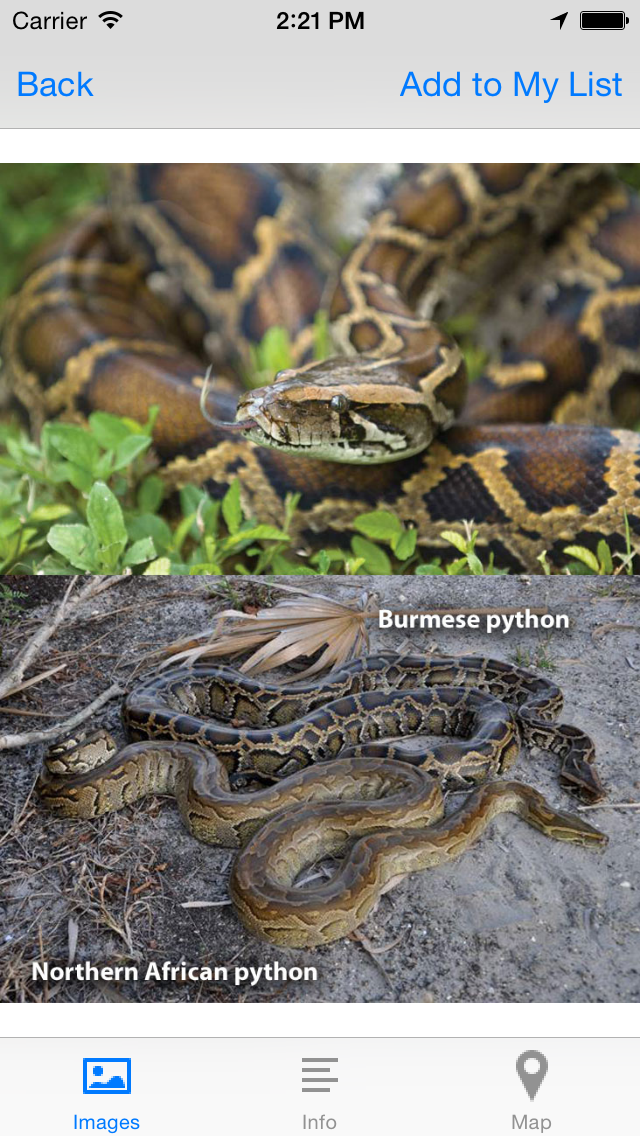 Carrier 2:21 PM
Back Add to My List
Burmese python
Northern African python
Images Info Map